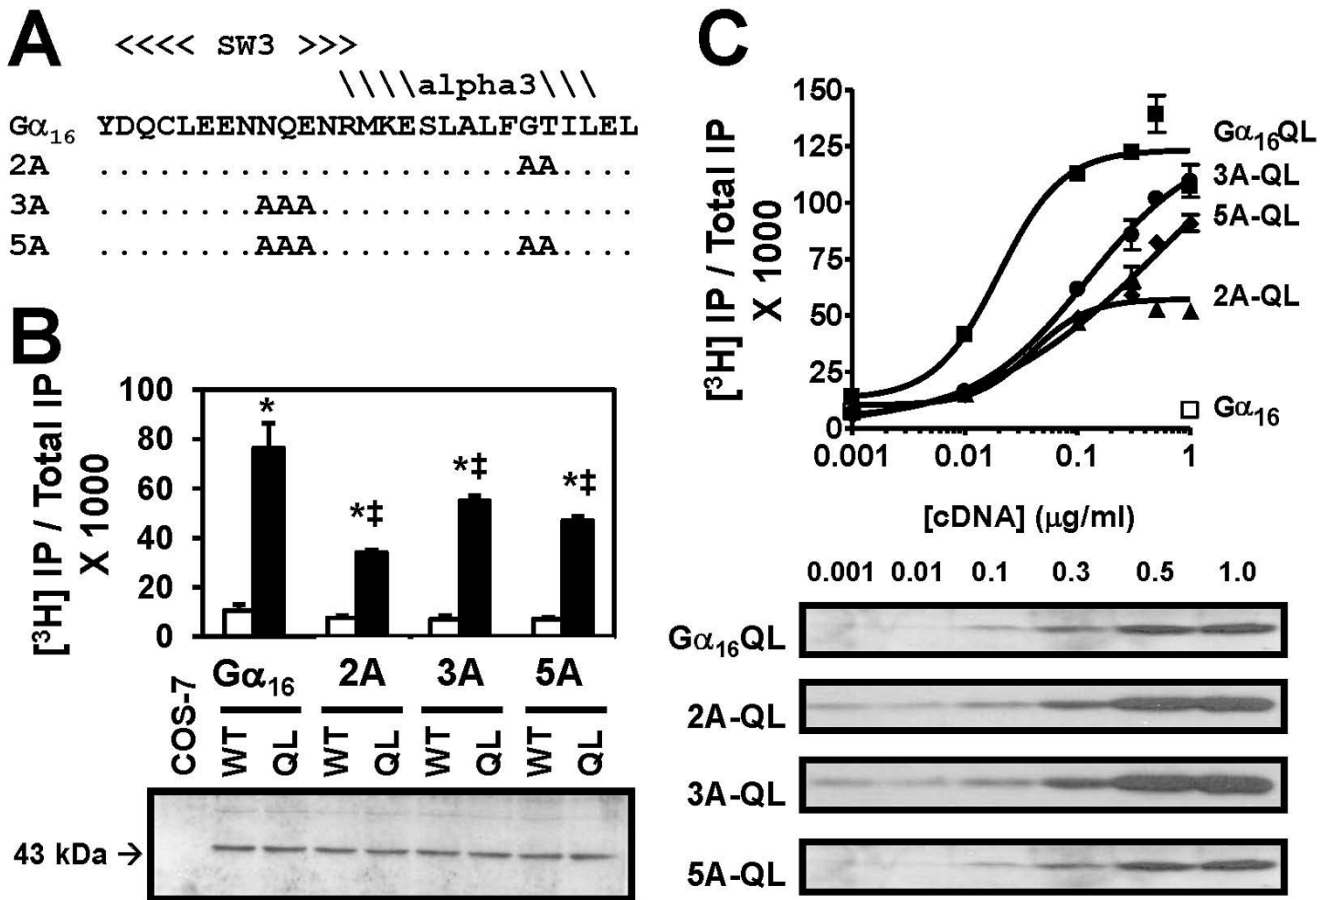 A
<<<< SW3 >>>
\\\\alpha3\\\
Gα16 YDQCLEENNQENRMKESLALFGTILEL
2A .....................AA....
3A ........AAA................
5A ........AAA..........AA....
B
[3H] IP / Total IP
X 1000
100
80
60
40
20
0
*
*‡
*‡
*‡
Gα16 2A 3A 5A
COS-7 WT QL WT QL WT QL WT QL
43 kDa →
C
[3H] IP / Total IP
X 1000
150
125
100
75
50
25
0
Gα16QL
3A-QL
5A-QL
2A-QL
Gα16
0.001 0.01 0.1 1
[cDNA] (μg/ml)
0.001 0.01 0.1 0.3 0.5 1.0
Gα16QL
2A-QL
3A-QL
5A-QL